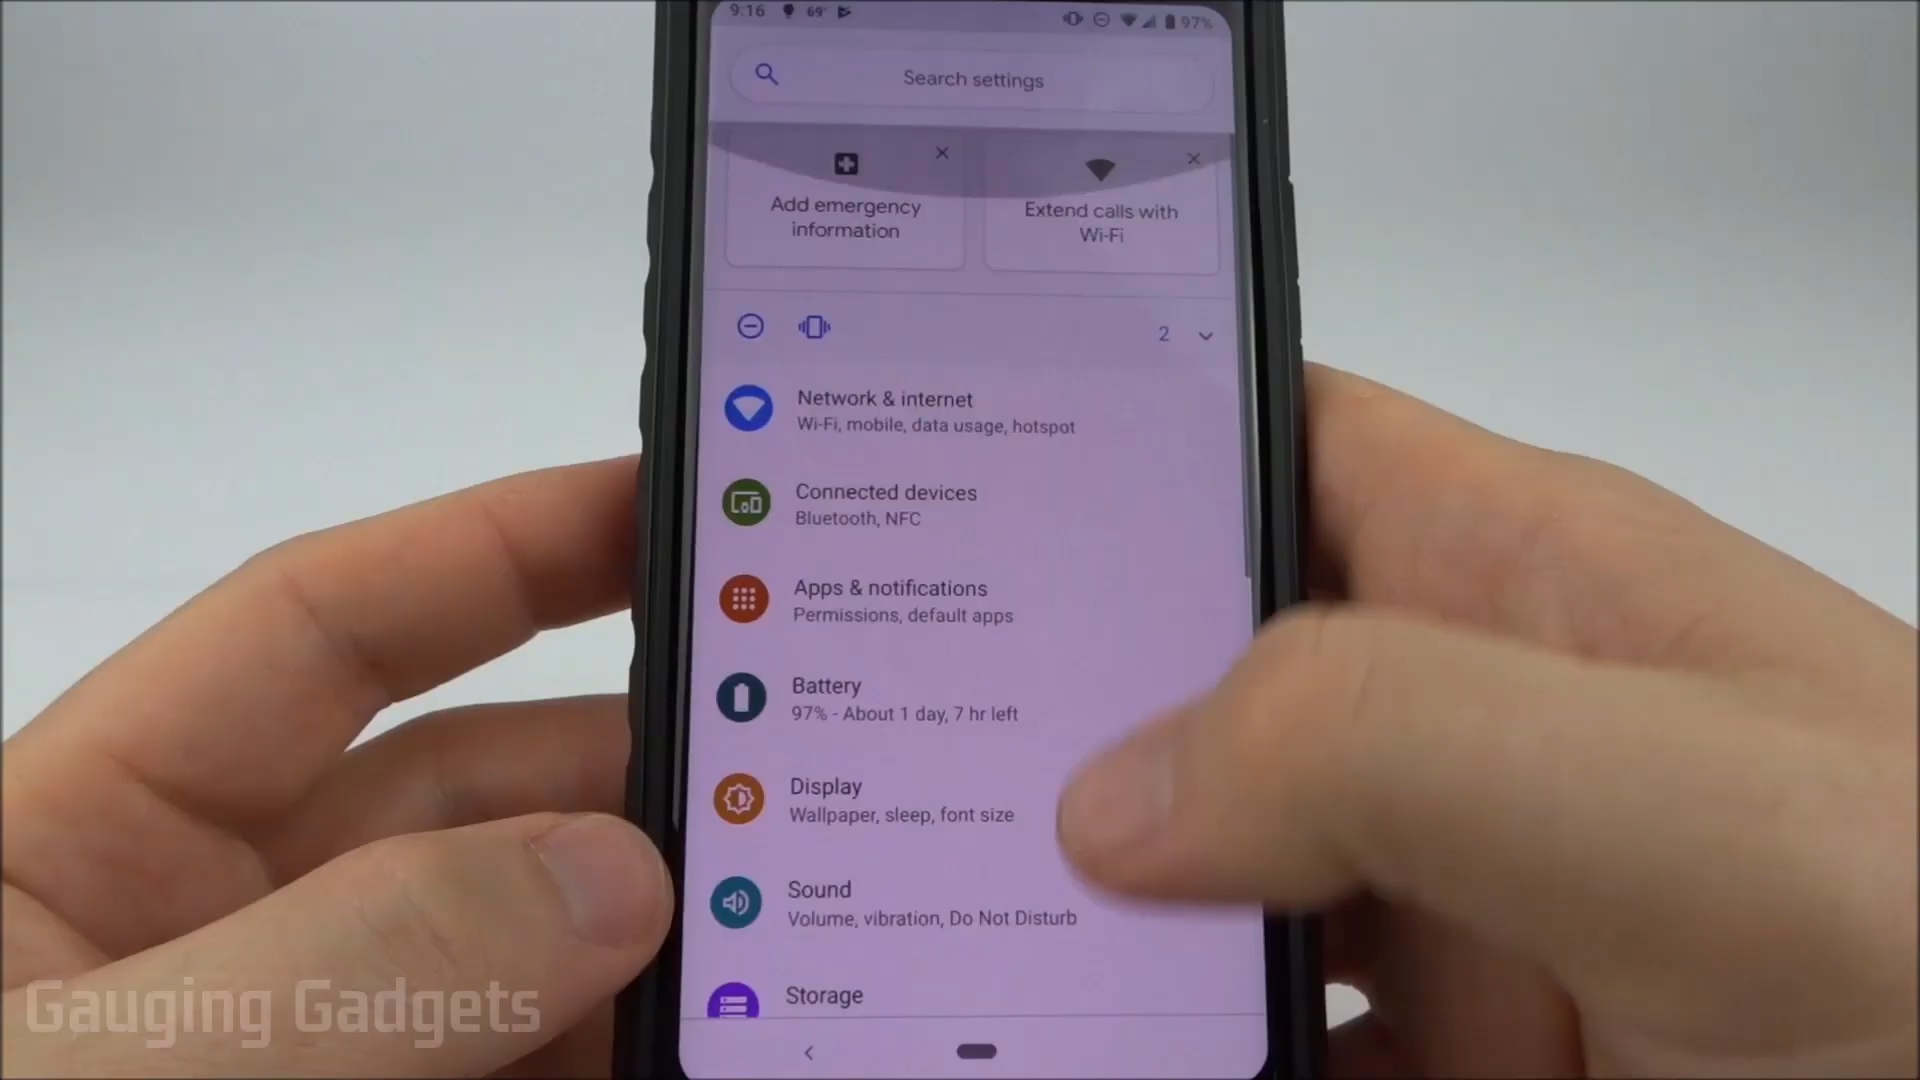 9:16 69° 97%
Search settings
Add emergency
information
Extend calls with
Wi-Fi
2
Network & internet
Wi-Fi, mobile, data usage, hotspot
Connected devices
Bluetooth, NFC
Apps & notifications
Permissions, default apps
Battery
97% - About 1 day, 7 hr left
Display
Wallpaper, sleep, font size
Sound
Volume, vibration, Do Not Disturb
Storage
Gauging Gadgets